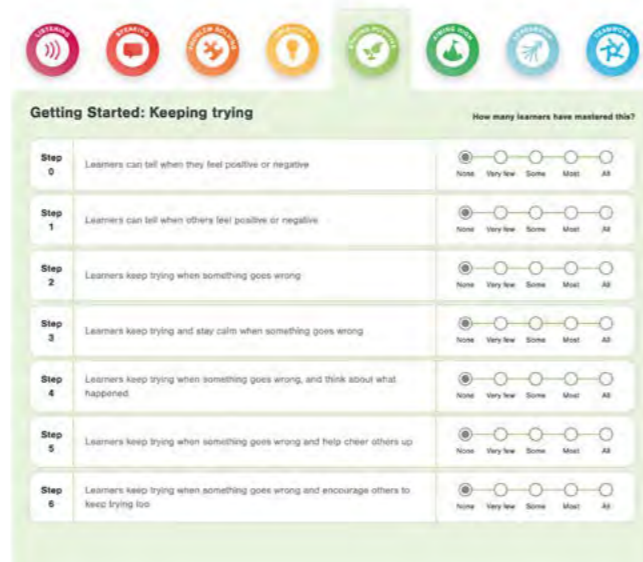 LISTENING
SPEAKING
PROBLEM SOLVING
STAYING POSITIVE
AIMING HIGH
LEADERSHIP
TEAMWORK
Getting Started: Keeping trying
How many learners have mastered this?
Step
0
Learners can tell when they feel positive or negative
None Very few Some Most All
Step
1
Learners can tell when others feel positive or negative
None Very few Some Most All
Step
2
Learners keep trying when something goes wrong
None Very few Some Most All
Step
3
Learners keep trying and stay calm when something goes wrong
None Very few Some Most All
Step
4
Learners keep trying when something goes wrong, and think about what
happened
None Very few Some Most All
Step
5
Learners keep trying when something goes wrong and help cheer others up
None Very few Some Most All
Step
6
Learners keep trying when something goes wrong and encourage others to
keep trying too
None Very few Some Most All